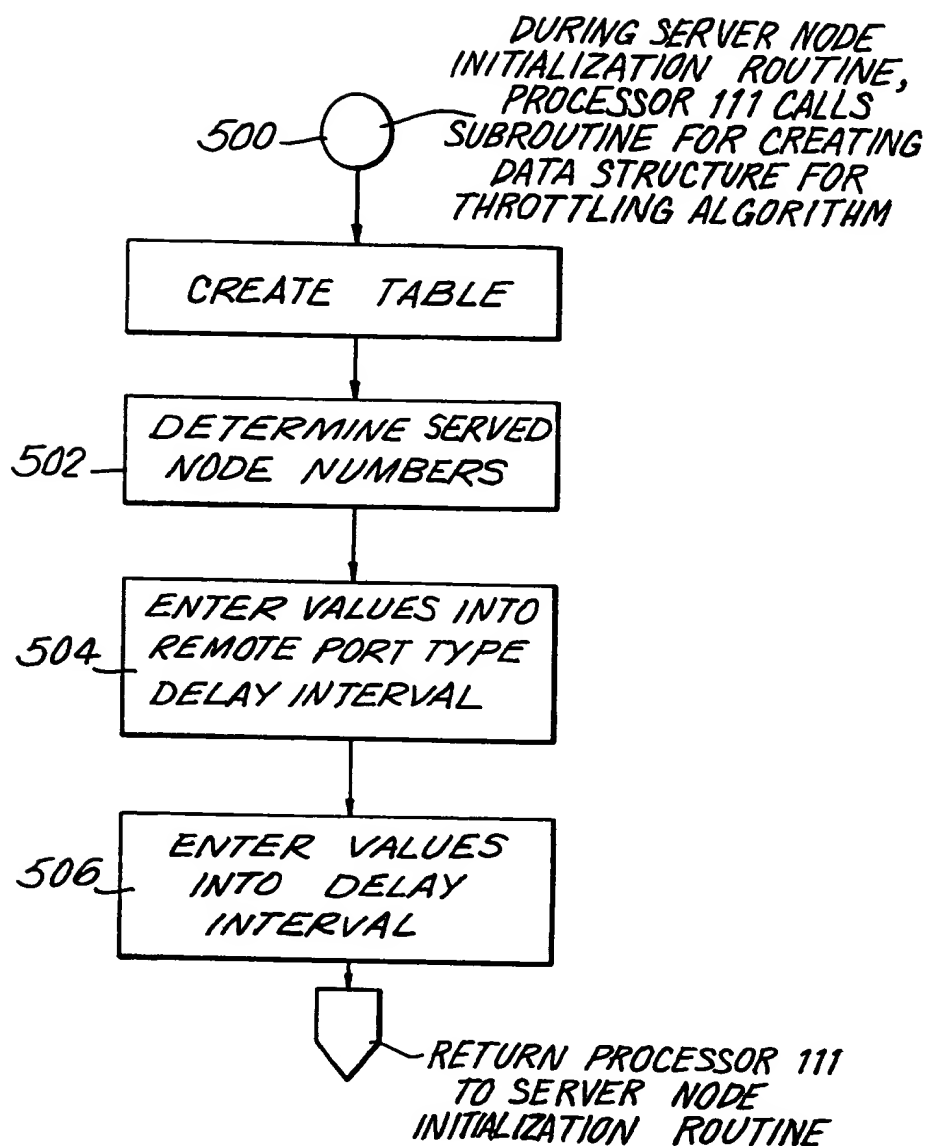 DURING SERVER NODE
INITIALIZATION ROUTINE,
PROCESSOR 111 CALLS
SUBROUTINE FOR CREATING
DATA STRUCTURE FOR
THROTTLING ALGORITHM
500
CREATE TABLE
502
DETERMINE SERVED
NODE NUMBERS
504
ENTER VALUES INTO
REMOTE PORT TYPE
DELAY INTERVAL
506
ENTER VALUES
INTO DELAY
INTERVAL
RETURN PROCESSOR 111
TO SERVER NODE
INITIALIZATION ROUTINE